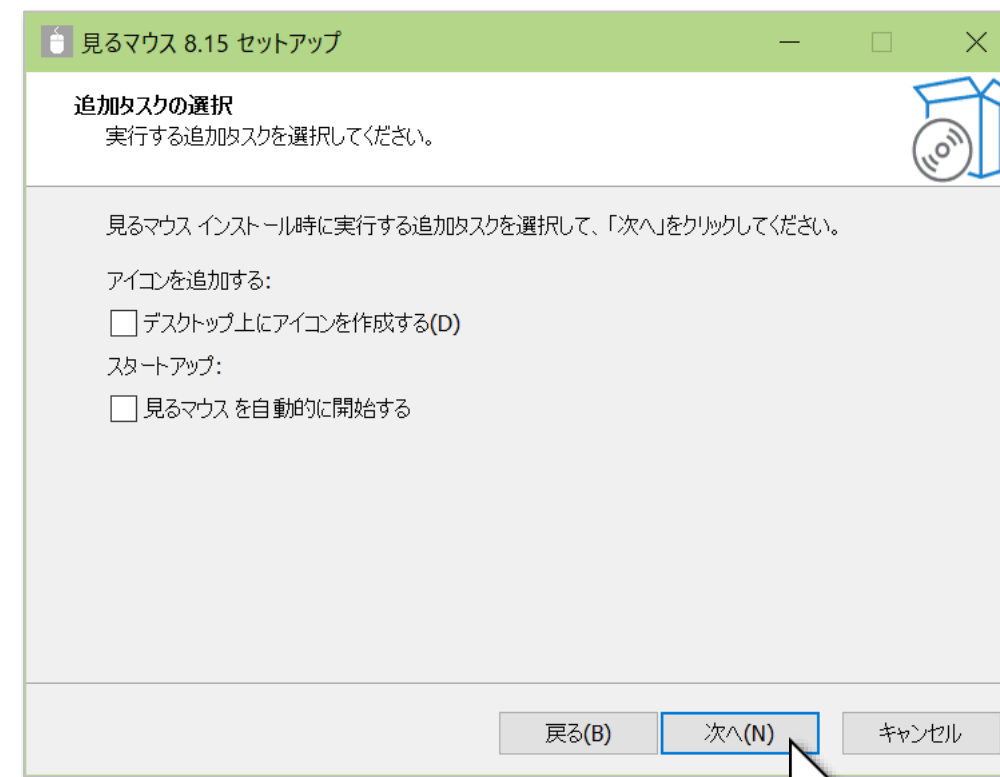 見るマウス 8.15 セットアップ
追加タスクの選択
実行する追加タスクを選択してください。
見るマウス インストール時に実行する追加タスクを選択して、「次へ」をクリックしてください。
アイコンを追加する:
デスクトップ上にアイコンを作成する(D)
スタートアップ:
見るマウス を自動的に開始する
戻る(B) 次へ(N) キャンセル